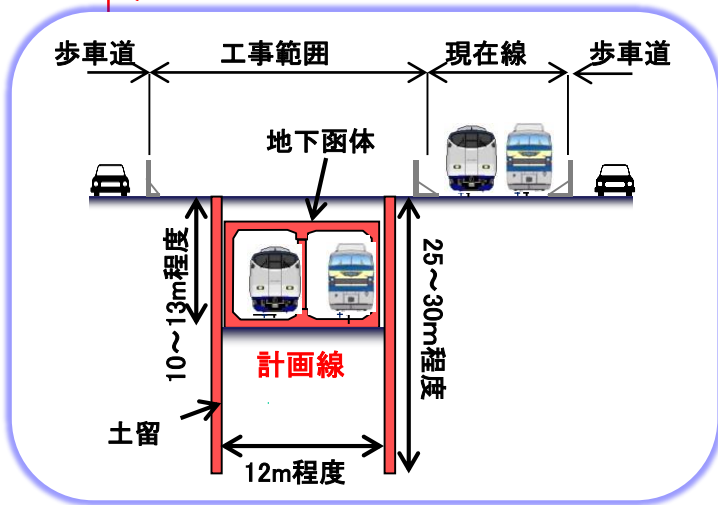 歩車道
工事範囲
現在線
歩車道
地下函体
10～13m程度
25～30m程度
計画線
土留
12m程度